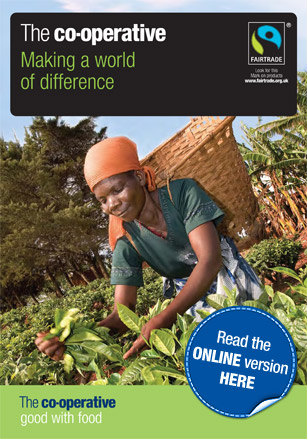 The co-operative
Making a world
of difference
FAIRTRADE
®
Look for this
Mark on products
www.fairtrade.org.uk
Read the
ONLINE version
HERE
The co-operative
good with food